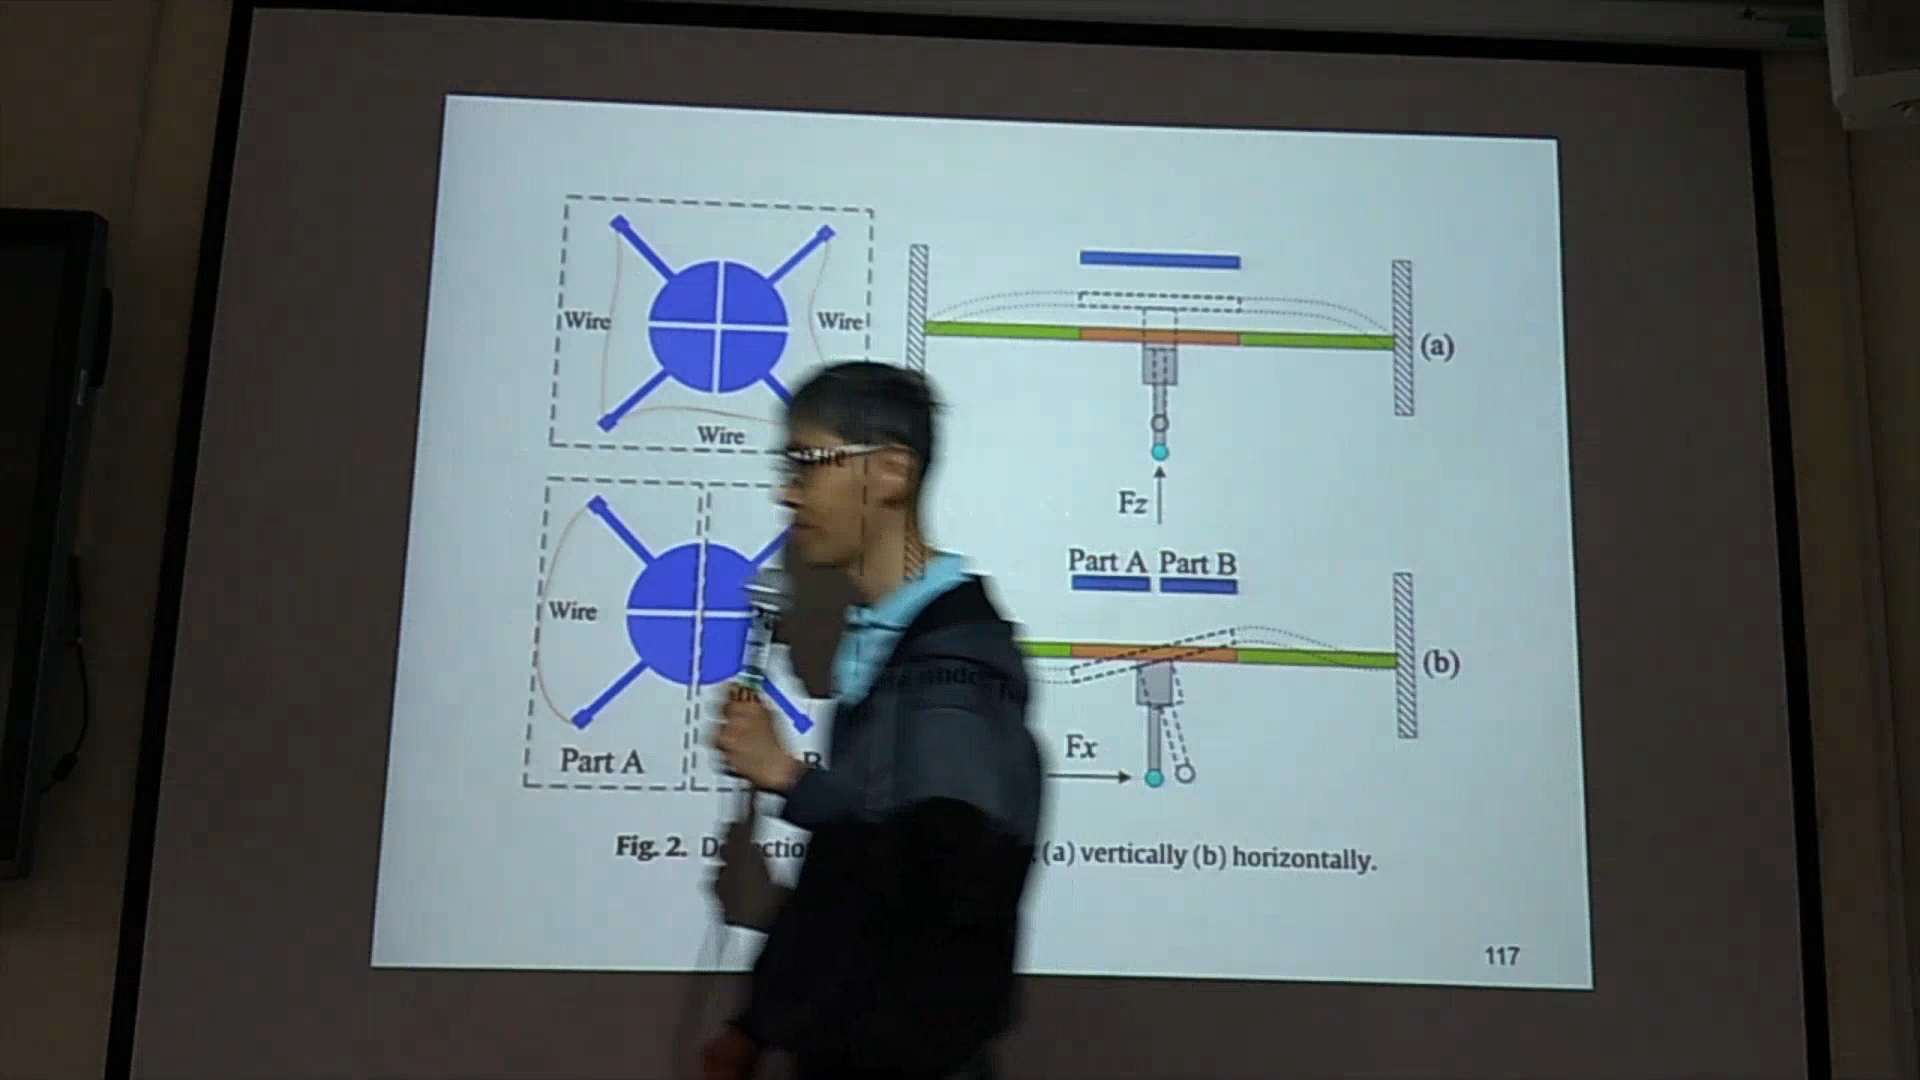 Wire
Wire
Wire
(a)
Fz
Part A Part B
Wire
(b)
Fx
Part A
B
Fig. 2.
(a) vertically (b) horizontally.
117